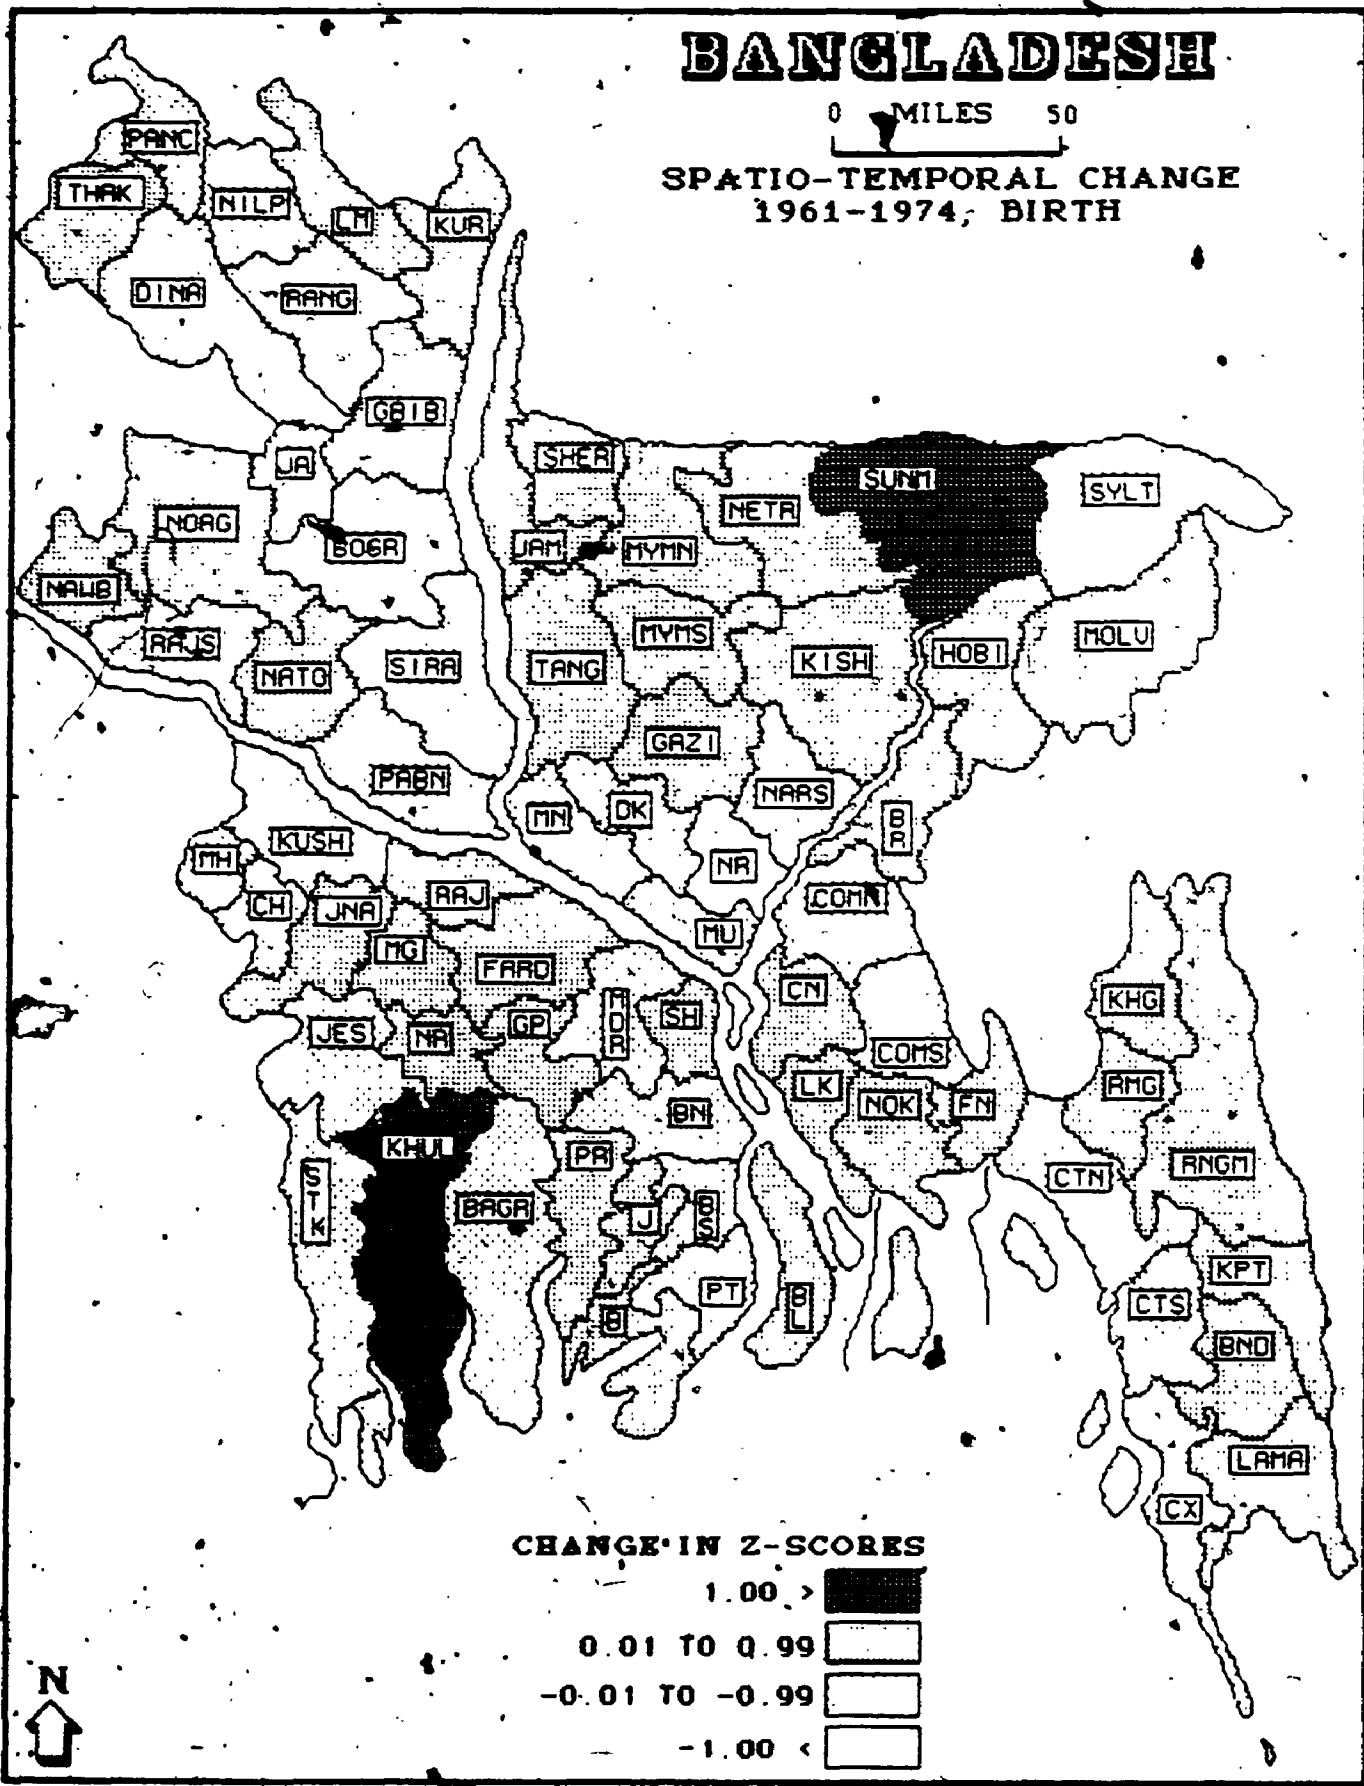 BANGLADESH
0 MILES 50
SPATIO-TEMPORAL CHANGE
1961-1974, BIRTH
PANC
THAK
NILP
LM
KUR
DINA
RANG
GBIB
JA
SHER
SUNM
SYLT
NOAG
NETR
BOGR
JAM
MYMN
NAWB
RAJS
MYMS
MOLV
NATO
SIRA
TANG
KISH
HOBI
GAZI
PABN
NARS
MN
DK
BR
KUSH
MH
NR
RAJ
CH
JNA
COMN
MG
MU
FARD
CN
KHG
MDR
SH
GP
JES
NA
COMS
LK
RMG
NOK
FN
BN
KHUL
PR
RNGM
CTN
STK
BAGR
J
BS
KPT
PT
BL
CTS
B
BND
LAMA
CX
CHANGE IN Z-SCORES
1.00 >
0.01 TO 0.99
-0.01 TO -0.99
-1.00 <
N